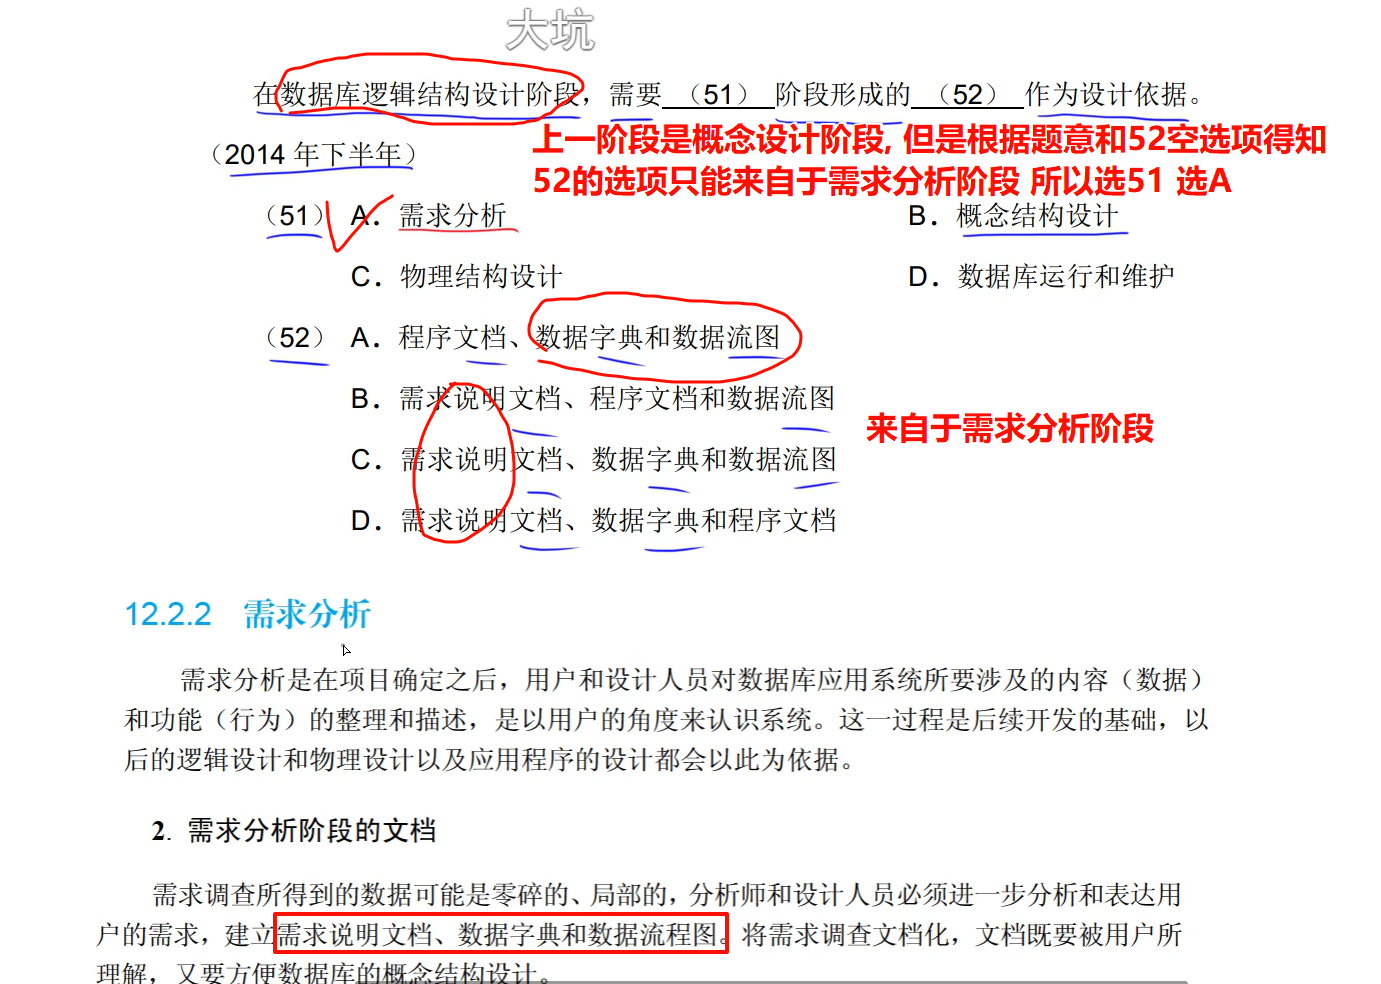 大坑
在数据库逻辑结构设计阶段，需要 （51） 阶段形成的 （52） 作为设计依据。
上一阶段是概念设计阶段, 但是根据题意和52空选项得知
（2014 年下半年）
52的选项只能来自于需求分析阶段 所以选51 选A
（51） A．需求分析 B．概念结构设计
C．物理结构设计 D．数据库运行和维护
（52） A．程序文档、数据字典和数据流图
B．需求说明文档、程序文档和数据流图
来自于需求分析阶段
C．需求说明文档、数据字典和数据流图
D．需求说明文档、数据字典和程序文档
12.2.2 需求分析
需求分析是在项目确定之后，用户和设计人员对数据库应用系统所要涉及的内容（数据）
和功能（行为）的整理和描述，是以用户的角度来认识系统。这一过程是后续开发的基础，以
后的逻辑设计和物理设计以及应用程序的设计都会以此为依据。
2. 需求分析阶段的文档
需求调查所得到的数据可能是零碎的、局部的，分析师和设计人员必须进一步分析和表达用
户的需求，建立需求说明文档、数据字典和数据流程图。将需求调查文档化，文档既要被用户所
理解，又要方便数据库的概念结构设计。